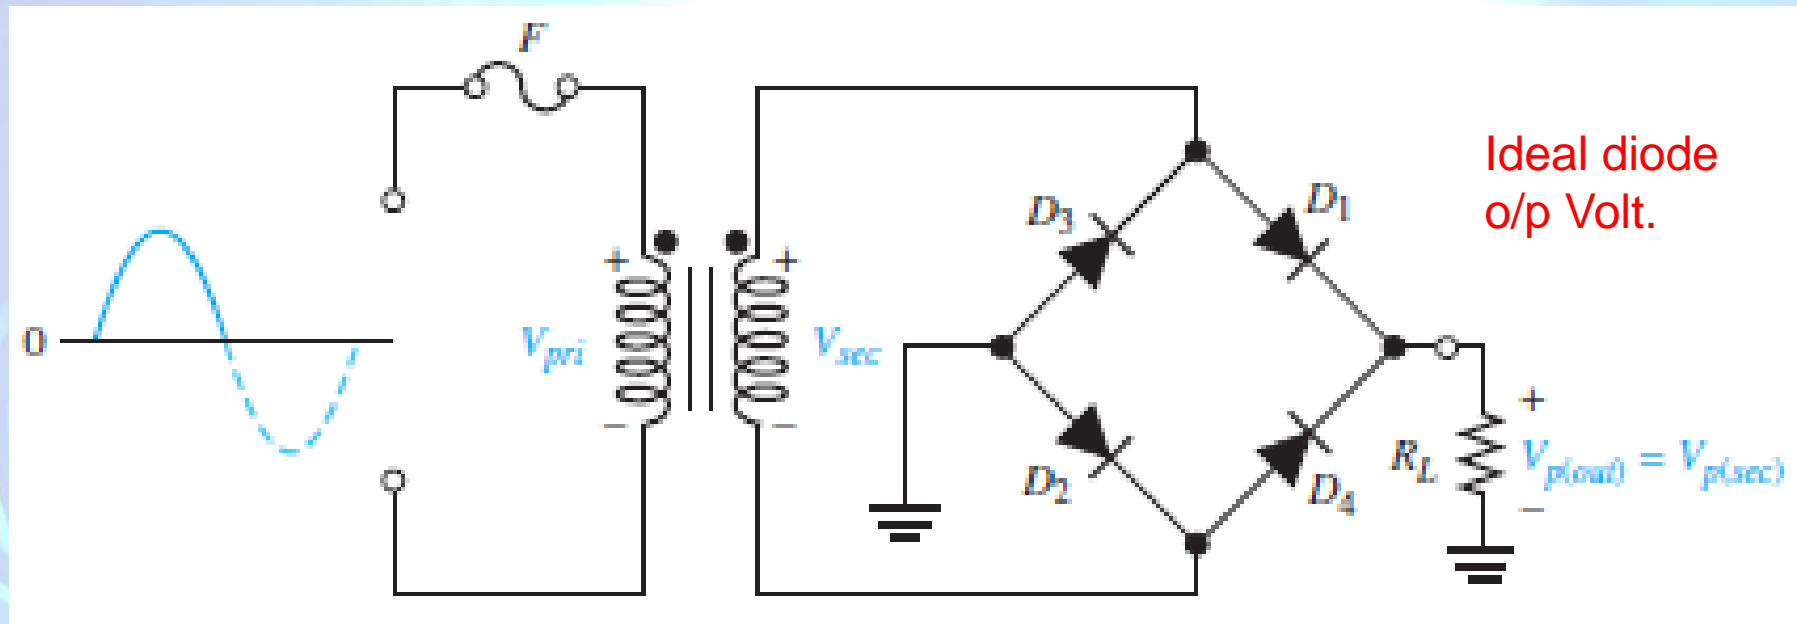 F
Ideal diode
o/p Volt.
D3
D1
+
+
0
Vpri
Vsec
−
−
+
RL
Vp(out) = Vp(sec)
D2
D4
−